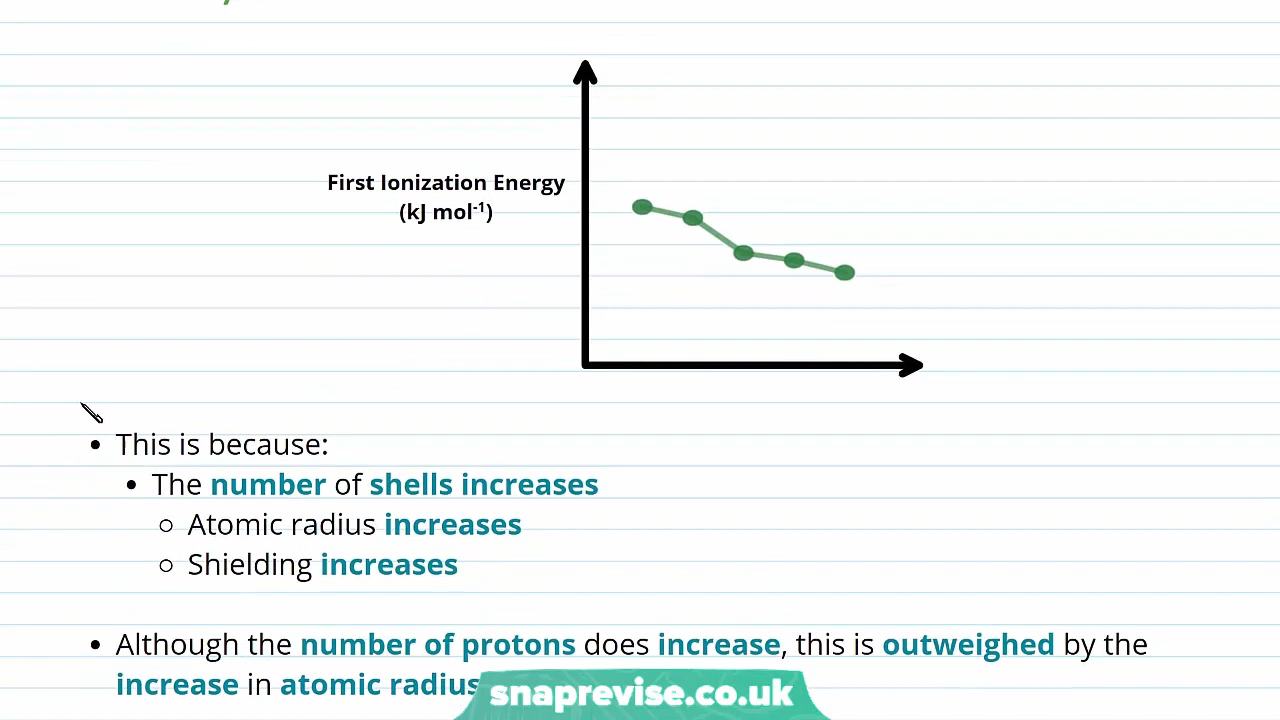 First Ionization Energy
(kJ mol⁻¹)
• This is because:
• The number of shells increases
○ Atomic radius increases
○ Shielding increases
• Although the number of protons does increase, this is outweighed by the
increase in atomic radius
snaprevise.co.uk